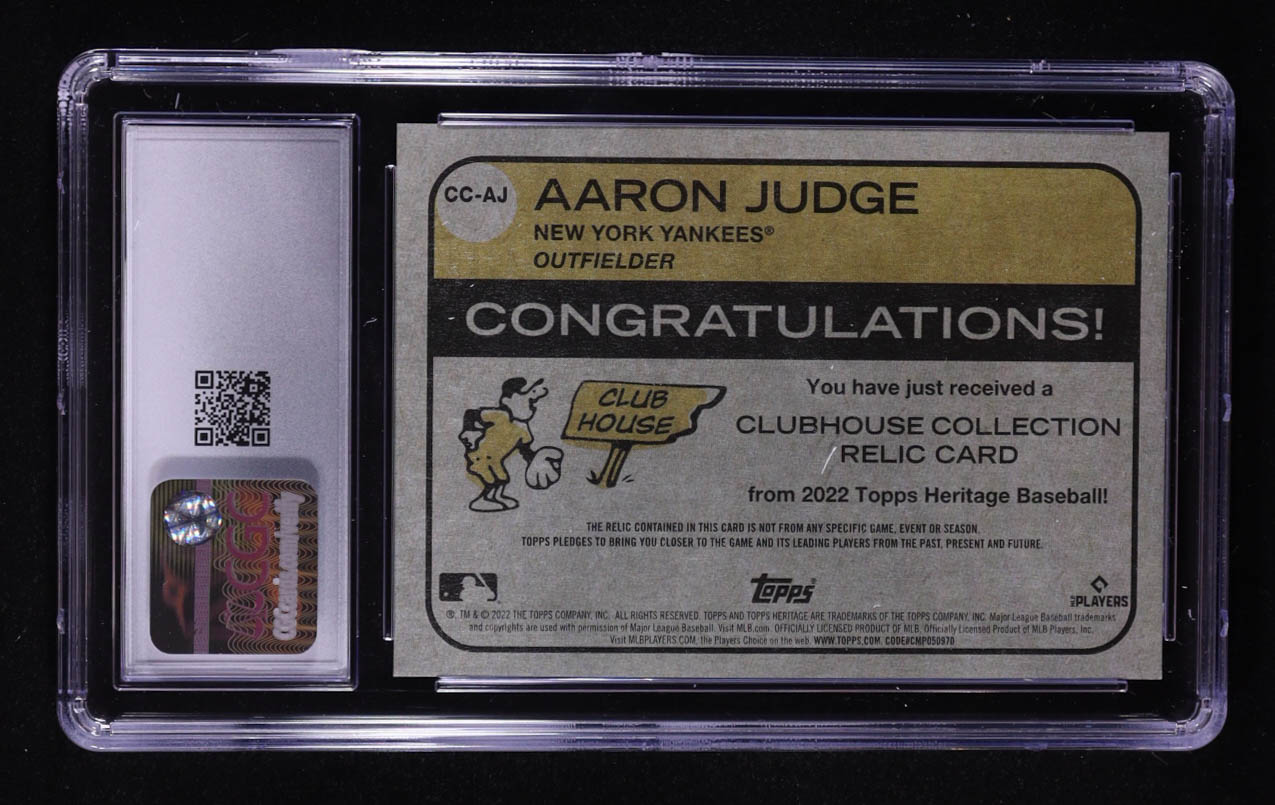 CC-AJ
AARON JUDGE
NEW YORK YANKEES®
OUTFIELDER
CONGRATULATIONS!
CLUB
HOUSE
You have just received a
CLUBHOUSE COLLECTION
RELIC CARD
from 2022 Topps Heritage Baseball!
THE RELIC CONTAINED IN THIS CARD IS NOT FROM ANY SPECIFIC GAME, EVENT OR SEASON.
TOPPS PLEDGES TO BRING YOU CLOSER TO THE GAME AND ITS LEADING PLAYERS FROM THE PAST, PRESENT AND FUTURE.
Topps®
MLB PLAYERS
®, TM & © 2022 THE TOPPS COMPANY, INC. ALL RIGHTS RESERVED. TOPPS AND TOPPS HERITAGE ARE TRADEMARKS OF THE TOPPS COMPANY, INC. Major League Baseball trademarks
and copyrights are used with permission of Major League Baseball. Visit MLB.com. OFFICIALLY LICENSED PRODUCT OF MLB, Officially Licensed Product of MLB Players, Inc.
Visit MLBPLAYERS.COM, the Players Choice on the web. WWW.TOPPS.COM. CODE#CMP050970